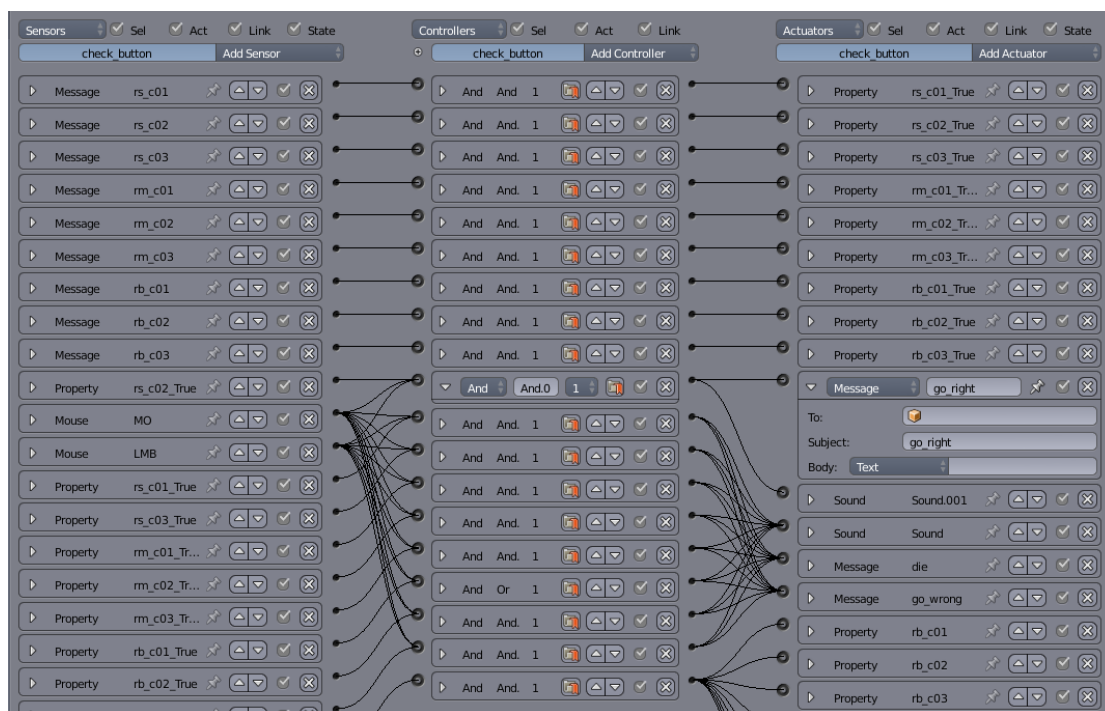 Sensors Sel Act Link State Controllers Sel Act Link Actuators Sel Act Link State
check_button Add Sensor check_button Add Controller check_button Add Actuator
Message rs_c01 And And 1 Property rs_c01_True
Message rs_c02 And And. 1 Property rs_c02_True
Message rs_c03 And And. 1 Property rs_c03_True
Message rm_c01 And And. 1 Property rm_c01_Tr...
Message rm_c02 And And. 1 Property rm_c02_Tr...
Message rm_c03 And And. 1 Property rm_c03_Tr...
Message rb_c01 And And. 1 Property rb_c01_True
Message rb_c02 And And. 1 Property rb_c02_True
Message rb_c03 And And. 1 Property rb_c03_True
Property rs_c02_True And And.0 1 Message go_right
Mouse MO And And. 1 To:
Mouse LMB And And. 1 Subject: go_right
Body: Text
Property rs_c01_True And And. 1 Sound Sound.001
Property rs_c03_True And And. 1 Sound Sound
Property rm_c01_Tr... And And. 1 Message die
Property rm_c02_Tr... And Or 1 Message go_wrong
Property rm_c03_Tr... And And. 1 Property rb_c01
Property rb_c01_True And And. 1 Property rb_c02
Property rb_c02_True And And. 1 Property rb_c03